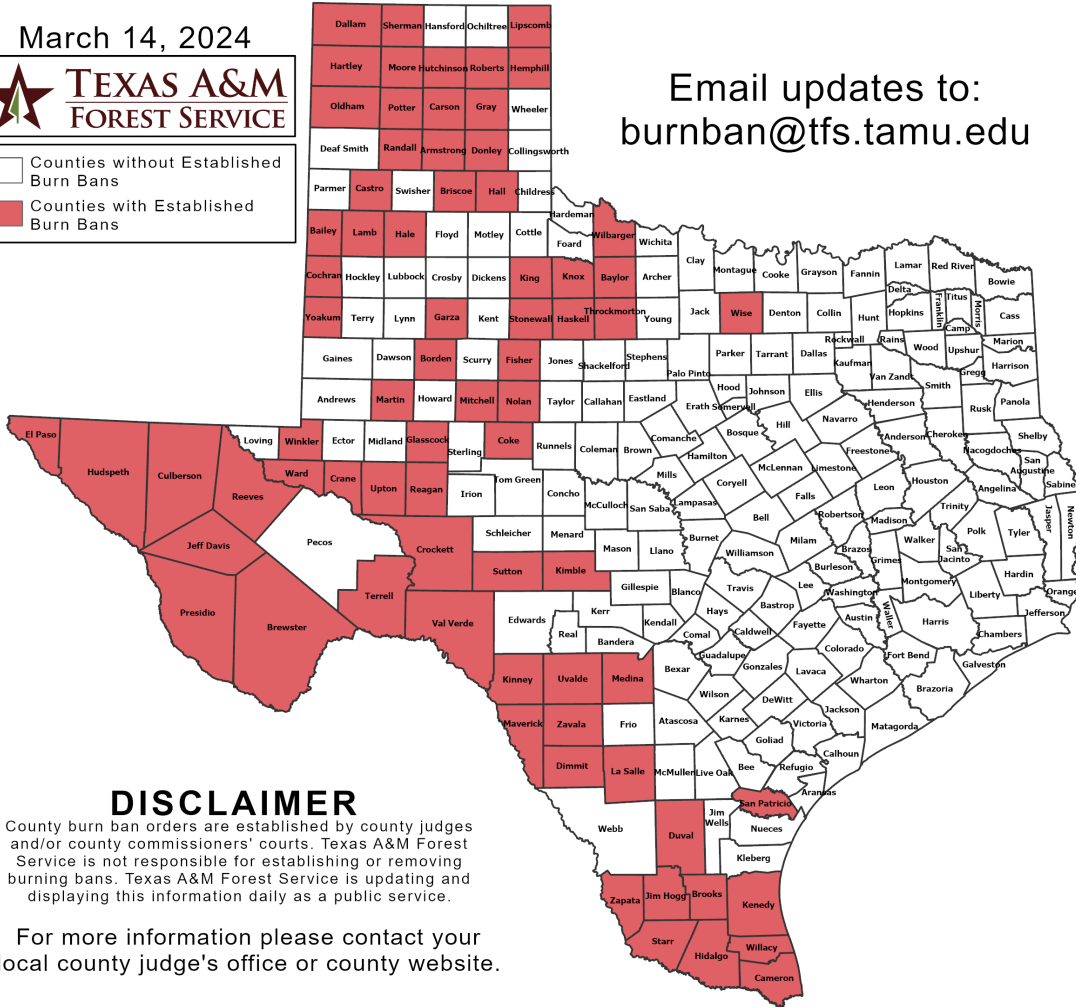 March 14, 2024
TEXAS A&M
FOREST SERVICE
Counties without Established
Burn Bans
Counties with Established
Burn Bans
Email updates to:
burnban@tfs.tamu.edu
Dallam Sherman Hansford Ochiltree Lipscomb
Hartley Moore Hutchinson Roberts Hemphill
Oldham Potter Carson Gray Wheeler
Deaf Smith Randall Armstrong Donley Collingsworth
Parmer Castro Swisher Briscoe Hall Childress
Hardeman
Bailey Lamb Hale Floyd Motley Cottle Foard Wilbarger Wichita
Clay Montague Cooke Grayson Fannin Lamar Red River Bowie
Cochran Hockley Lubbock Crosby Dickens King Knox Baylor Archer
Delta Franklin Titus Morris Cass
Yoakum Terry Lynn Garza Kent Stonewall Haskell Throckmorton Young Jack Wise Denton Collin Hunt Hopkins Camp
Rockwall Rains Wood Upshur Marion
Gaines Dawson Borden Scurry Fisher Jones Shackelford Stephens Palo Pinto Parker Tarrant Dallas Kaufman Van Zandt Smith Gregg Harrison
Andrews Martin Howard Mitchell Nolan Taylor Callahan Eastland Erath Hood Somervell Johnson Ellis Henderson Rusk Panola
El Paso Loving Winkler Ector Midland Glasscock Sterling Coke Runnels Coleman Brown Comanche Hamilton Bosque Hill Navarro Anderson Cherokee Nacogdoches Shelby
Hudspeth Culberson Reeves Ward Crane Upton Reagan Irion Tom Green Concho McCulloch San Saba Mills Lampasas Coryell McLennan Limestone Freestone Leon Houston Angelina San
Augustine Sabine
Jeff Davis Pecos Crockett Schleicher Menard Mason Llano Burnet Bell Falls Robertson Madison Trinity Polk Tyler Jasper Newton
Presidio Brewster Terrell Val Verde Sutton Kimble Gillespie Blanco Williamson Milam Brazos Grimes Walker San
Jacinto Hardin
Travis Lee Burleson Washington Montgomery Liberty Orange
Edwards Real Kerr Bandera Kendall Comal Hays Bastrop Caldwell Fayette Austin Waller Harris Chambers Jefferson
Kinney Uvalde Medina Bexar Guadalupe Gonzales Lavaca Colorado Fort Bend Galveston
Maverick Zavala Frio Atascosa Wilson Karnes DeWitt Victoria Jackson Wharton Matagorda Brazoria
Dimmit La Salle McMullen Live Oak Bee Goliad Refugio Calhoun Aransas
Webb Duval Jim
Wells San Patricio Nueces Kleberg
Zapata Jim Hogg Brooks Kenedy
Starr Hidalgo Willacy Cameron
DISCLAIMER
County burn ban orders are established by county judges
and/or county commissioners' courts. Texas A&M Forest
Service is not responsible for establishing or removing
burning bans. Texas A&M Forest Service is updating and
displaying this information daily as a public service.
For more information please contact your
local county judge's office or county website.